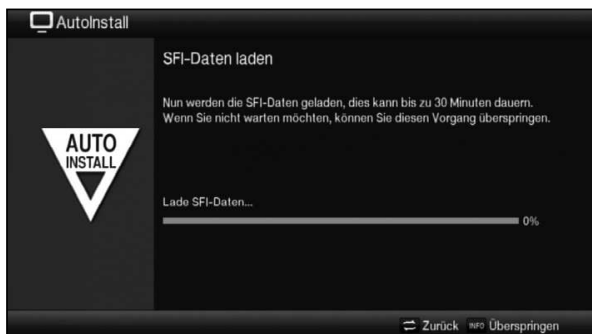 AutoInstall
SFI-Daten laden
Nun werden die SFI-Daten geladen, dies kann bis zu 30 Minuten dauern.
Wenn Sie nicht warten möchten, können Sie diesen Vorgang überspringen.
AUTO
INSTALL
Lade SFI-Daten...
0%
Zurück INFO Überspringen